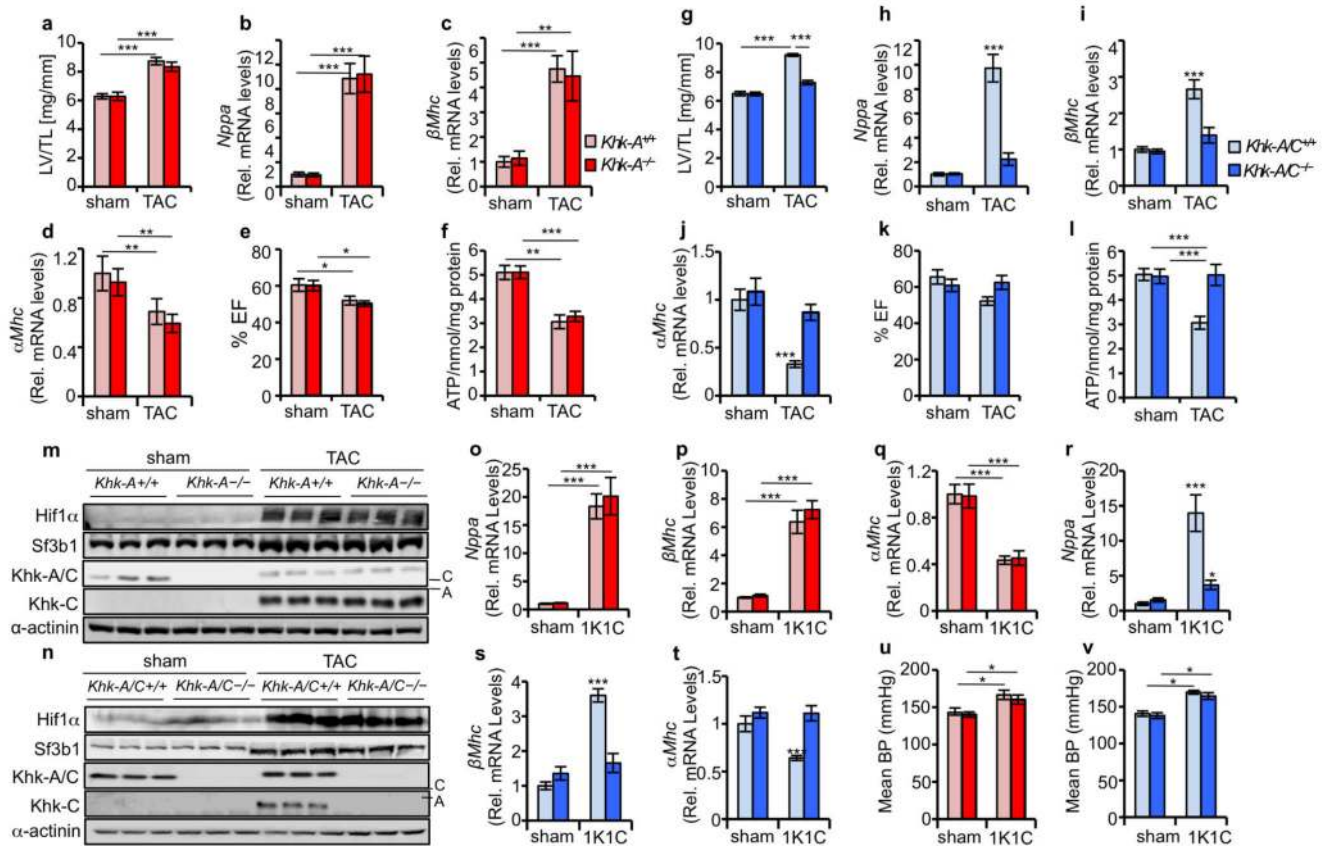 a
LV/TL [mg/mm]
10
8
6
4
2
0
***
***
sham TAC
b
Nppa
(Rel. mRNA levels)
14
12
10
8
6
4
2
0
***
***
sham TAC
c
βMhc
(Rel. mRNA levels)
7
6
5
4
3
2
1
0
**
***
sham TAC
Khk-A+/+
Khk-A-/-
g
LV/TL [mg/mm]
10
8
6
4
2
0
*** ***
sham TAC
h
Nppa
(Rel. mRNA levels)
12
10
8
6
4
2
0
***
sham TAC
i
βMhc
(Rel. mRNA levels)
4
3
2
1
0
***
sham TAC
Khk-A/C+/+
Khk-A/C-/-
d
αMhc
(Rel. mRNA levels)
1.2
0.8
0.4
0
**
**
sham TAC
e
% EF
80
60
40
20
0
*
*
sham TAC
f
ATP/nmol/mg protein
6
5
4
3
2
1
0
***
**
sham TAC
j
αMhc
(Rel. mRNA levels)
1.5
1
0.5
0
***
sham TAC
k
% EF
80
60
40
20
0
sham TAC
l
ATP/nmol/mg protein
6
5
4
3
2
1
0
***
***
sham TAC
m
sham TAC
Khk-A+/+ Khk-A−/− Khk-A+/+ Khk-A−/−
Hif1α
Sf3b1
Khk-A/C
C
A
Khk-C
α-actinin
n
sham TAC
Khk-A/C+/+ Khk-A/C−/− Khk-A/C+/+ Khk-A/C−/−
Hif1α
Sf3b1
Khk-A/C
C
A
Khk-C
α-actinin
o
Nppa
(Rel. mRNA Levels)
25
20
15
10
5
0
***
***
sham 1K1C
p
βMhc
(Rel. mRNA Levels)
10
8
6
4
2
0
***
***
sham 1K1C
q
αMhc
(Rel. mRNA Levels)
1.2
0.9
0.6
0.3
0
***
***
sham 1K1C
r
Nppa
(Rel. mRNA Levels)
20
15
10
5
0
***
*
sham 1K1C
s
βMhc
(Rel. mRNA Levels)
4
2
0
***
sham 1K1C
t
αMhc
(Rel. mRNA Levels)
1.5
1
0.5
0
***
sham 1K1C
u
Mean BP (mmHg)
200
150
100
50
0
*
*
sham 1K1C
v
Mean BP (mmHg)
200
150
100
50
0
*
*
sham 1K1C